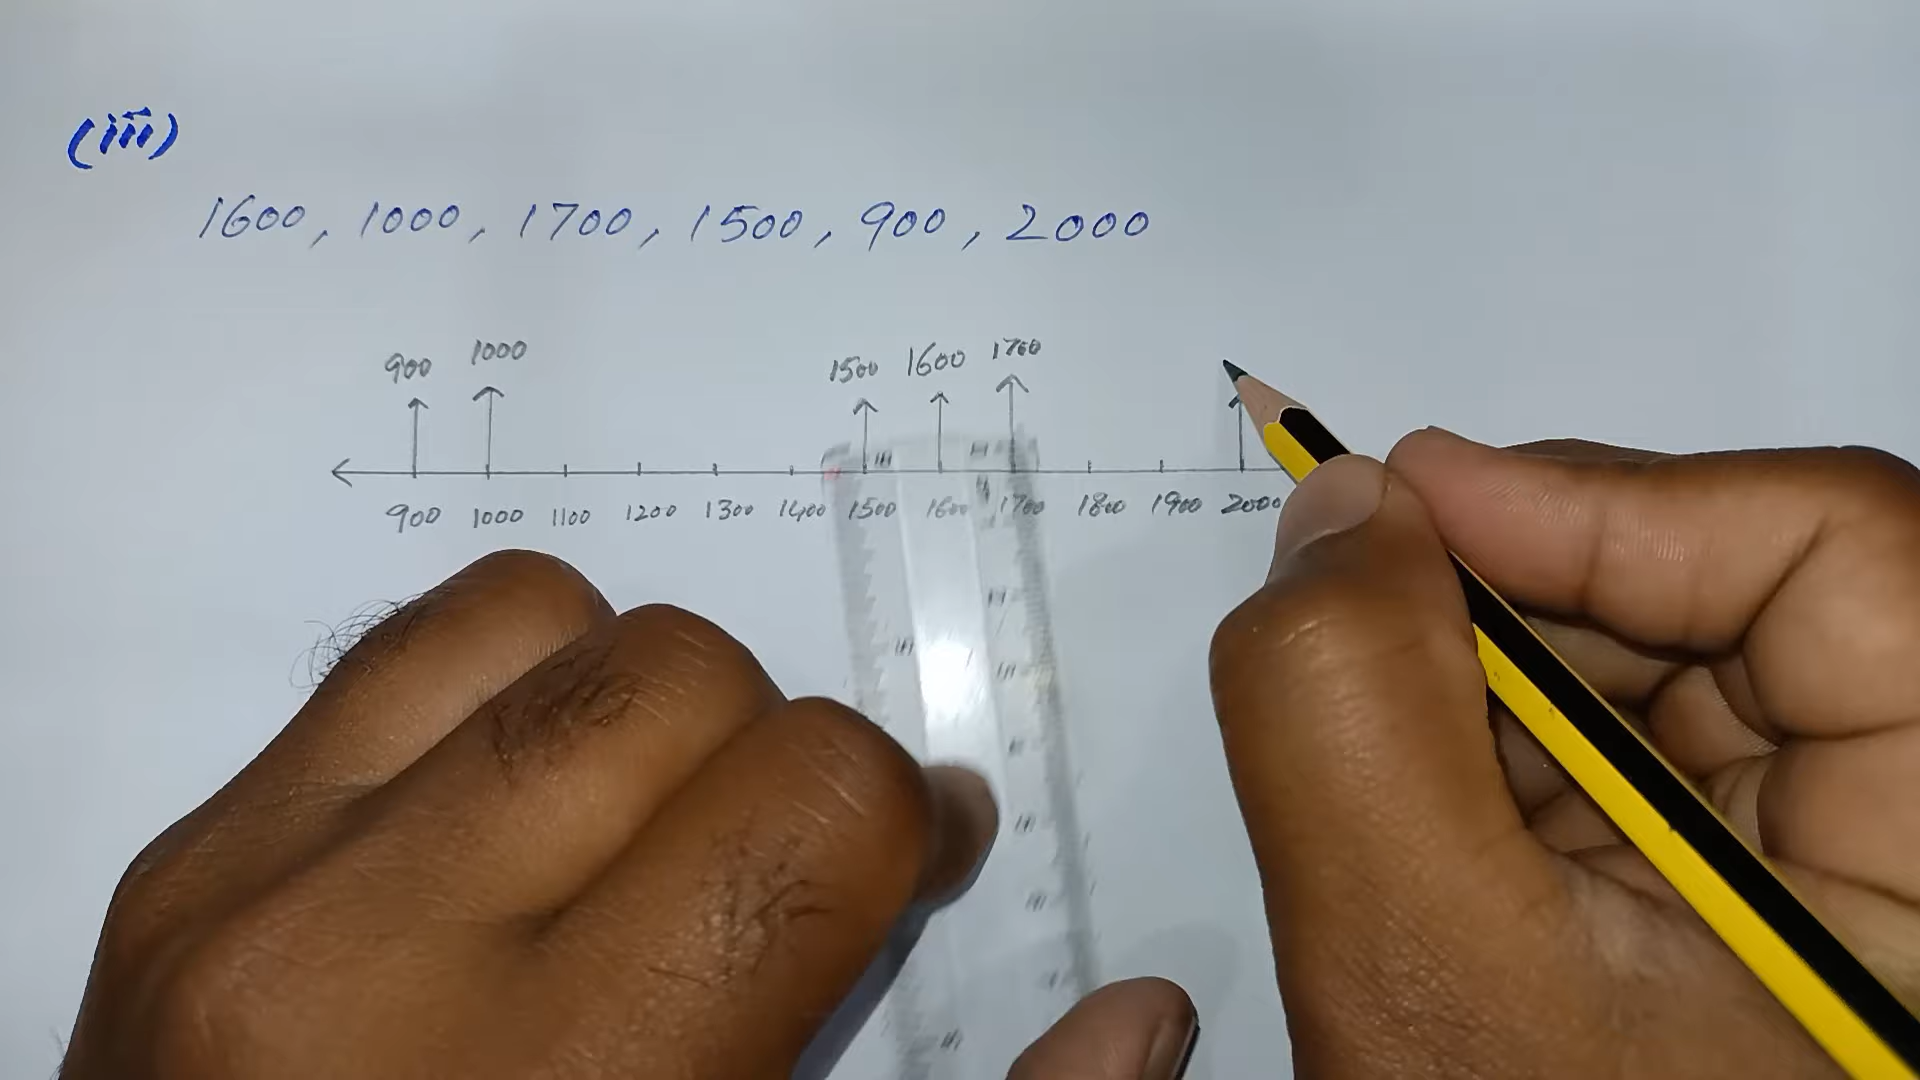 (iii)
1600, 1000, 1700, 1500, 900, 2000
900 1000 1500 1600 1700
900 1000 1100 1200 1300 1400 1500 1600 1700 1800 1900 2000